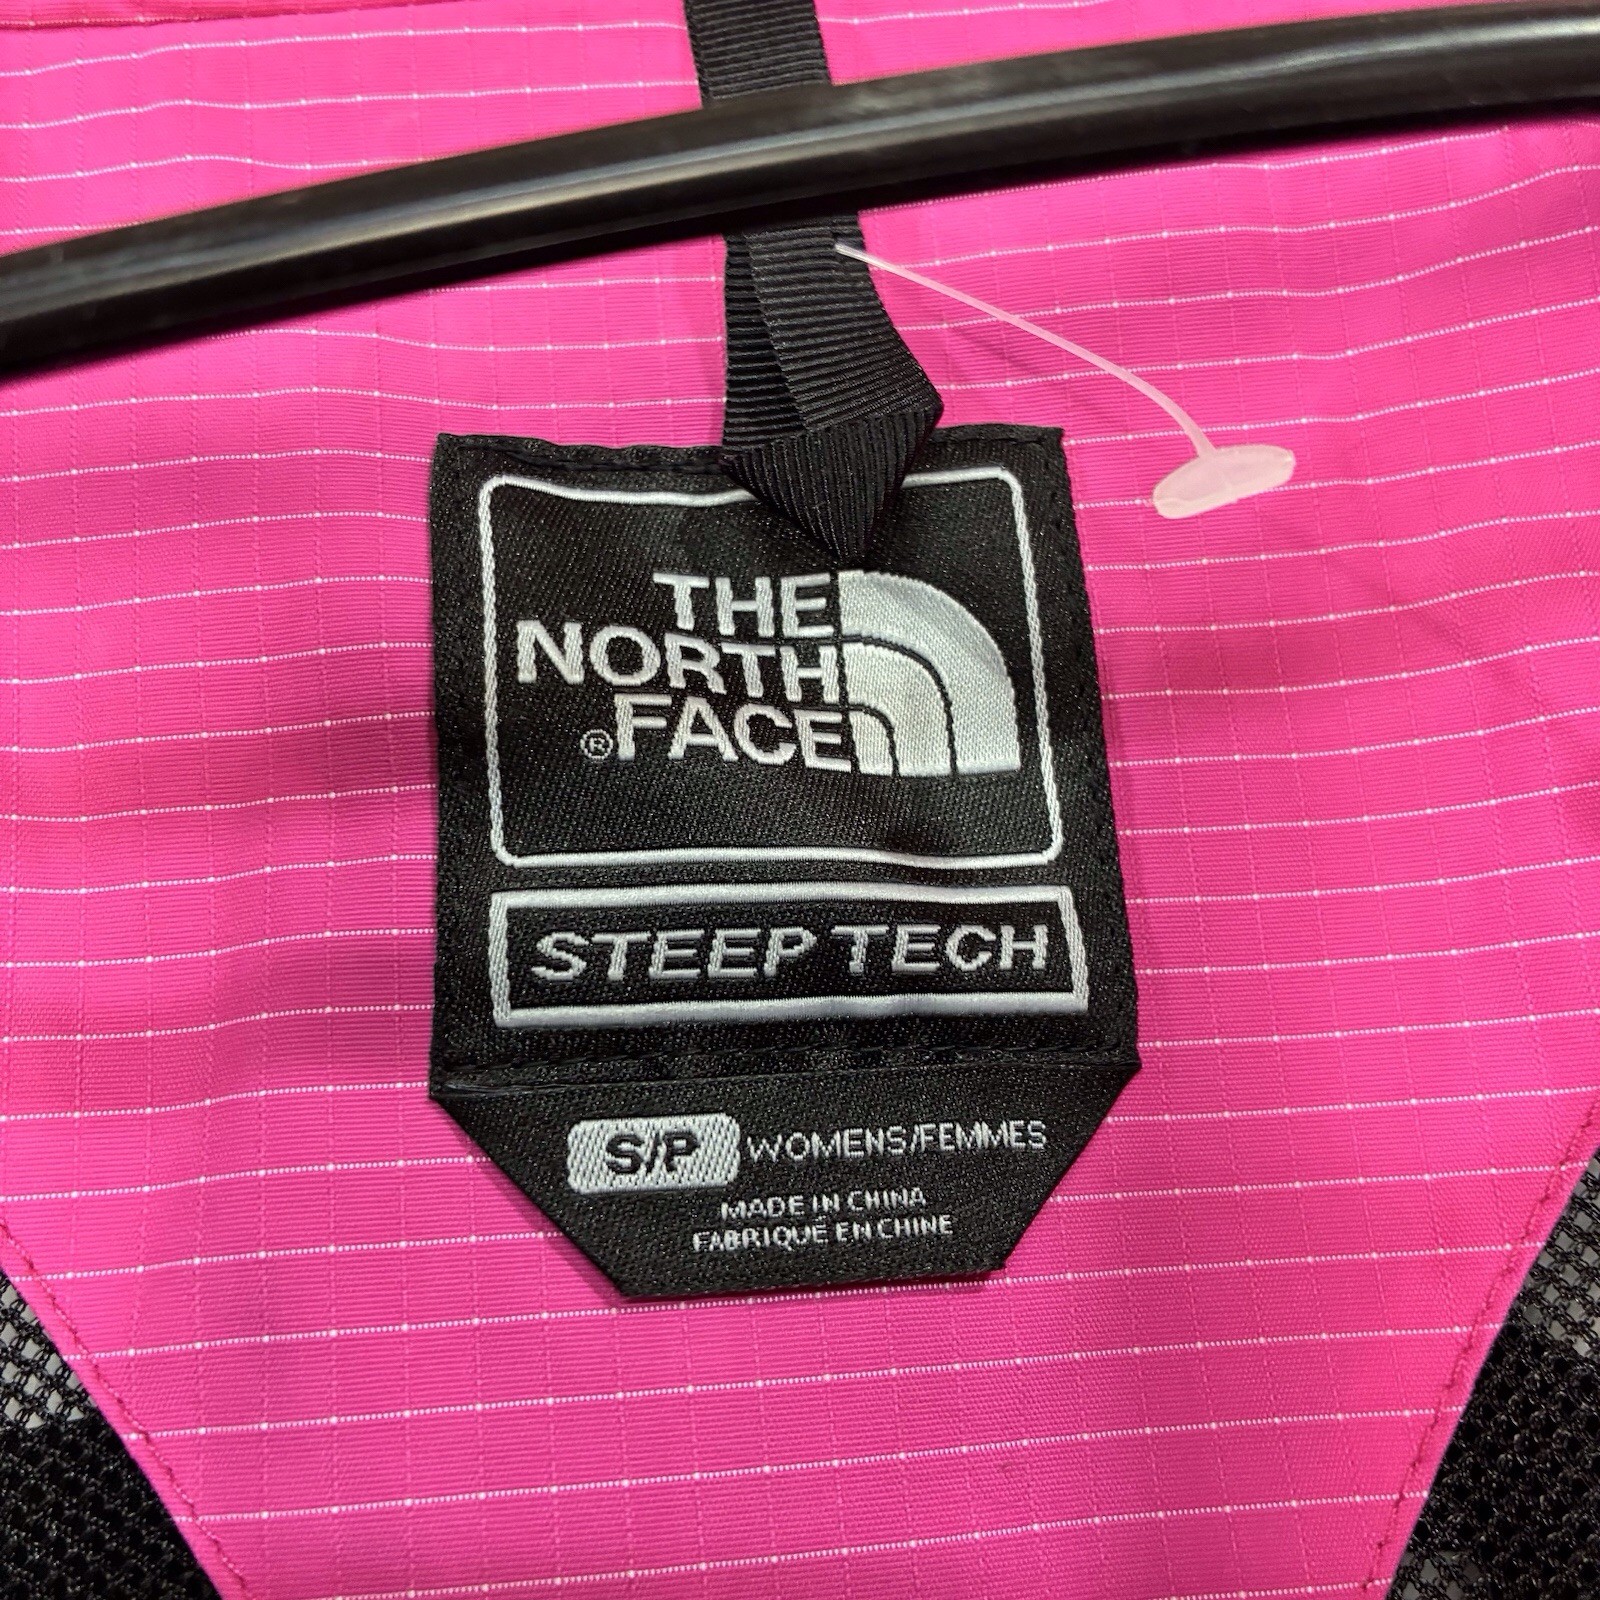 THE
NORTH
®FACE
STEEP TECH
S/P WOMENS/FEMMES
MADE IN CHINA
FABRIQUÉ EN CHINE